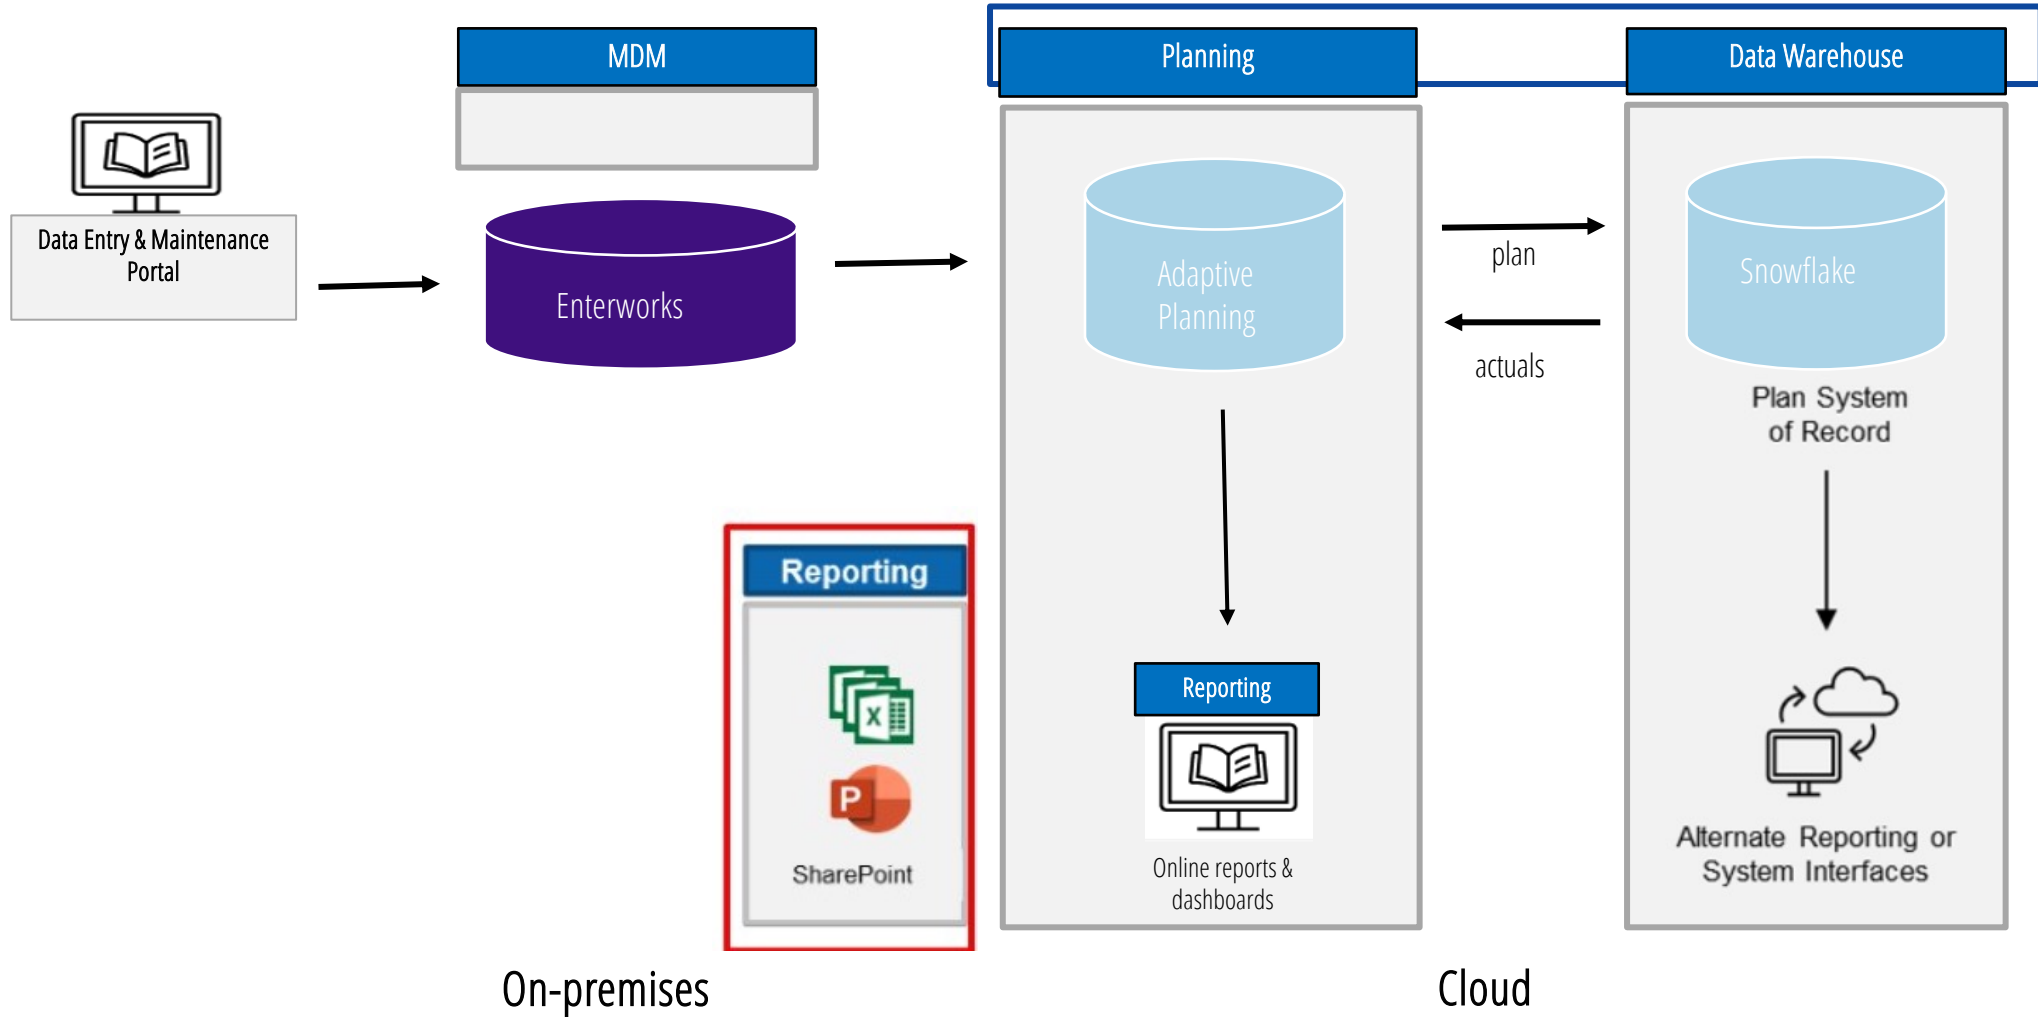 MDM
Planning
Data Warehouse
Data Entry & Maintenance
Portal
Enterworks
Adaptive
Planning
plan
actuals
Snowflake
Plan System
of Record
Reporting
X
P
SharePoint
Reporting
Online reports &
dashboards
Alternate Reporting or
System Interfaces
On-premises
Cloud